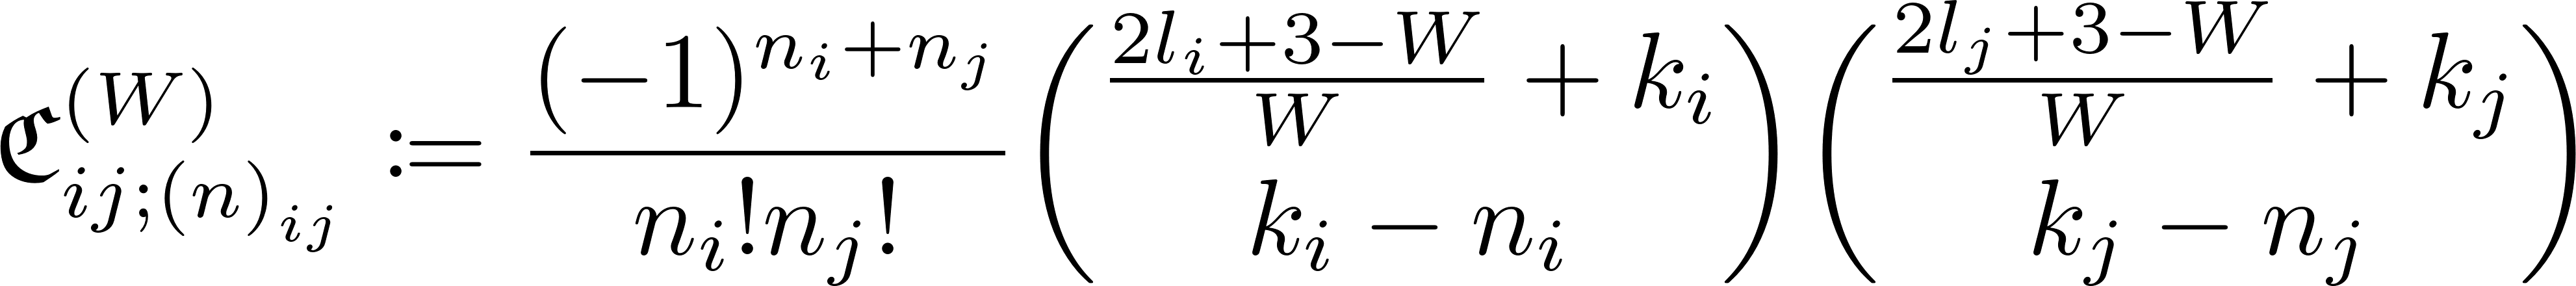 $\mathfrak{C}_{ij;(n)_{ij}}^{(W)} := \frac{(-1)^{n_i+n_j}}{n_i!n_j!} \binom{\frac{2l_i+3-W}{W} + k_i}{k_i - n_i} \binom{\frac{2l_j+3-W}{W} + k_j}{k_j - n_j}$